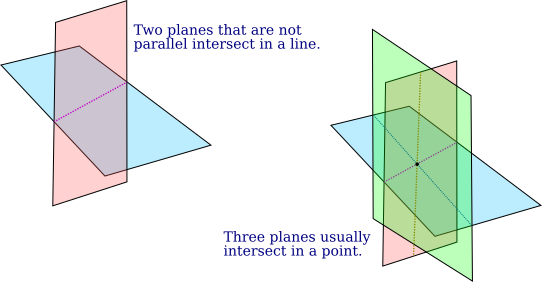 Two planes that are not
parallel intersect in a line.
Three planes usually
intersect in a point.